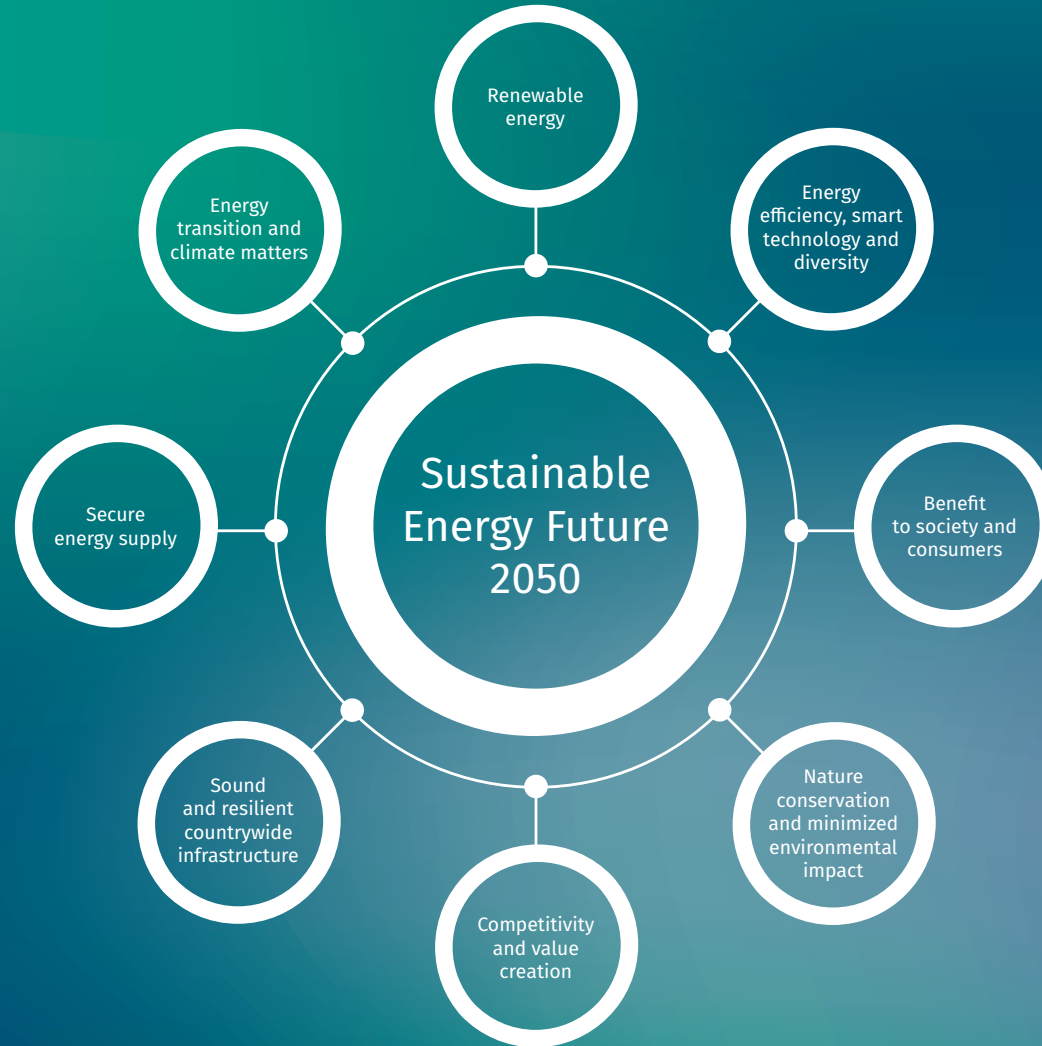 Renewable
energy
Energy
efficiency, smart
technology and
diversity
Benefit
to society and
consumers
Nature
conservation
and minimized
environmental
impact
Competitivity
and value
creation
Sound
and resilient
countrywide
infrastructure
Secure
energy supply
Energy
transition and
climate matters
Sustainable
Energy Future
2050